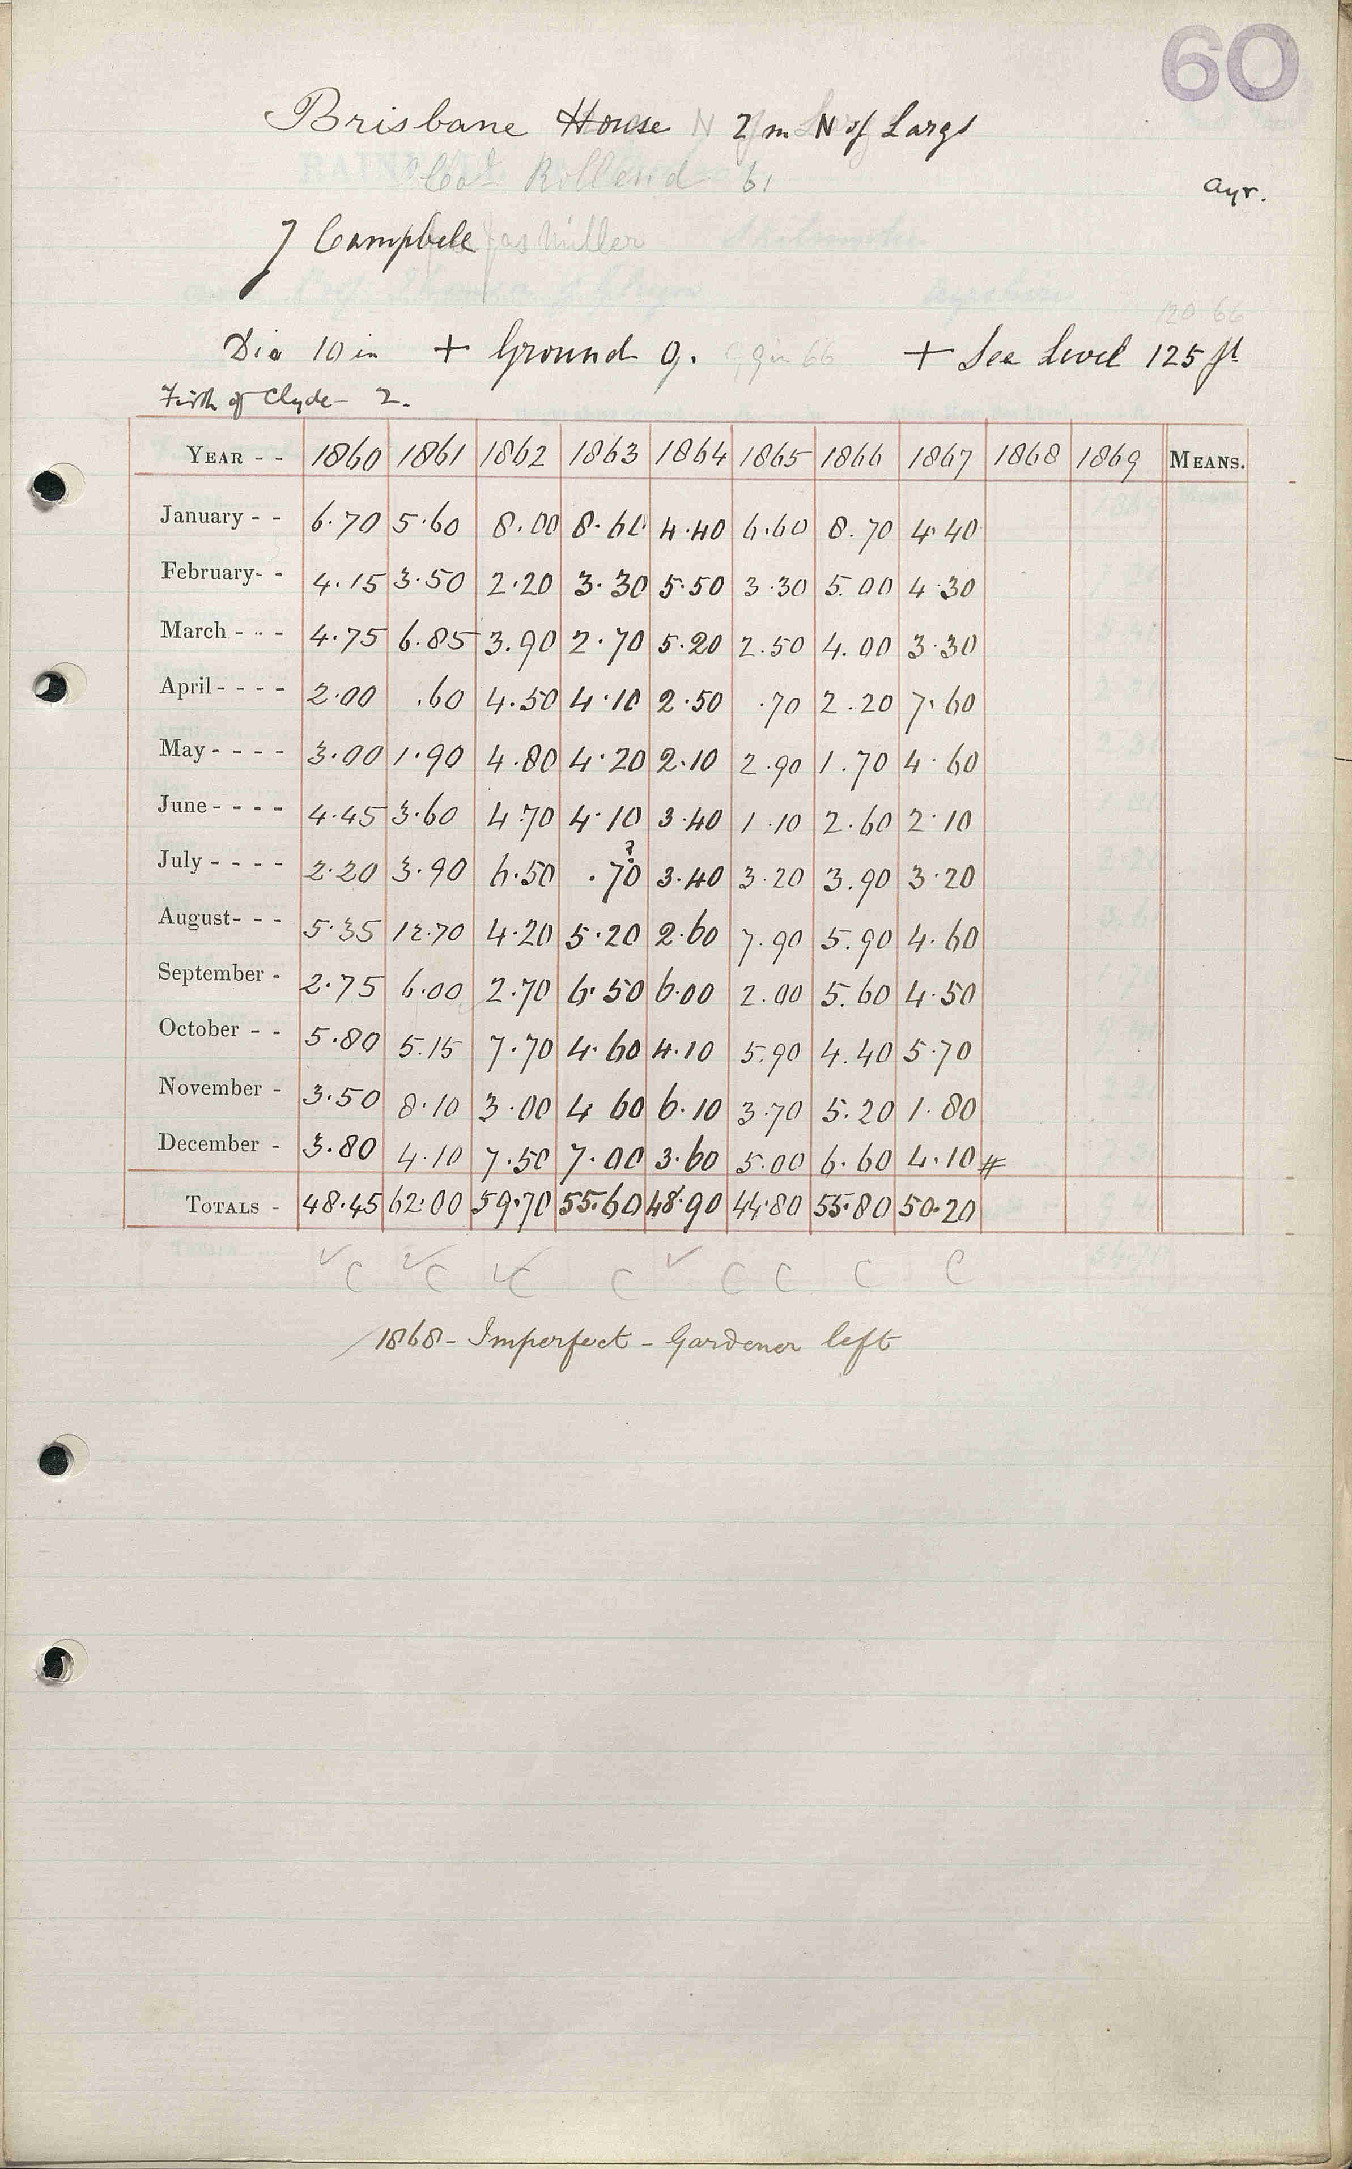 60
Brisbane House 2 m N of Largs
Ayr.
J Campbell Jas Miller
120 66
Dia 10 in + Ground 9. 9 in 66 + Sea Level 125 ft
Firth of Clyde - 2.
YEAR - - 1860 1861 1862 1863 1864 1865 1866 1867 1868 1869 MEANS.
January - - 6.70 5.60 8.00 8.60 4.40 6.60 8.70 4.40
February- - 4.15 3.50 2.20 3.30 5.50 3.30 5.00 4.30
March - - - 4.75 6.85 3.90 2.70 5.20 2.50 4.00 3.30
April - - - - 2.00 .60 4.50 4.10 2.50 .70 2.20 7.60
May - - - - 3.00 1.90 4.80 4.20 2.10 2.90 1.70 4.60
June - - - - 4.45 3.60 4.70 4.10 3.40 1.10 2.60 2.10
July - - - - 2.20 3.90 6.50 .70? 3.40 3.20 3.90 3.20
August- - - 5.35 12.70 4.20 5.20 2.60 7.90 5.90 4.60
September - 2.75 6.00 2.70 6.50 6.00 2.00 5.60 4.50
October - - 5.80 5.15 7.70 4.60 4.10 5.90 4.40 5.70
November - 3.50 8.10 3.00 4.60 6.10 3.70 5.20 1.80
December - 3.80 4.10 7.50 7.00 3.60 5.00 6.60 4.10 #
TOTALS - 48.45 62.00 59.70 55.60 48.90 44.80 55.80 50.20
✓ C ✓ C ✓ C C ✓ C C C C
1868 - Imperfect - Gardener left